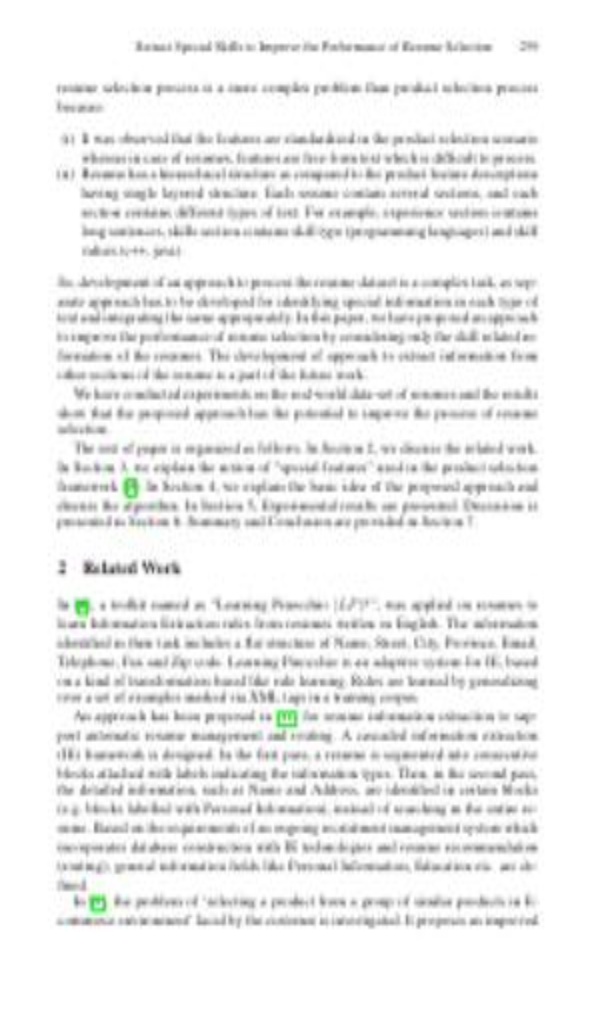 Extract Special Skills to Improve the Performance of Resume Selection 259
resume selection process is a more complex problem than product selection process
because:
(i) It was observed that the features are standardized in the product selection scenario
whereas in case of resumes, features are free-form text which is difficult to process.
(ii) Resume has a hierarchical structure as compared to the product feature descriptions
having single layered structure. Each resume contain several sections, and each
section contains different types of text. For example, experience section contains
long sentences, skills section contains skill type (programming languages) and skill
values (c++, java).
So, development of an approach to process the resume dataset is a complex task, as sep-
arate approach has to be developed for identifying special information in each type of
text and integrating the same appropriately. In this paper, we have proposed an approach
to improve the performance of resume selection by considering only the skill related in-
formation of the resumes. The development of approach to extract information from
other sections of the resume is a part of the future work.
We have conducted experiments on the real-world data-set of resumes and the results
show that the proposed approach has the potential to improve the process of resume
selection.
The rest of paper is organized as follows. In Section 2, we discuss the related work.
In Section 3, we explain the notion of "special features" used in the product selection
framework. In Section 4, we explain the basic idea of the proposed approach and
discuss the algorithm. In Section 5, Experimental results are presented. Discussion is
presented in Section 6. Summary and Conclusion are provided in Section 7.
2 Related Work
In , a toolkit named as "Learning Pinocchio (LP)²", was applied on resumes to
learn Information Extraction rules from resumes written in English. The information
identified in their task includes a flat structure of Name, Street, City, Province, Email,
Telephone, Fax and Zip code. Learning Pinocchio is an adaptive system for IE, based
on a kind of transformation based like rule learning. Rules are learned by generalizing
over a set of examples marked via XML tags in a training corpus.
An approach has been proposed in for resume information extraction to sup-
port automatic resume management and routing. A cascaded information extraction
(IE) framework is designed. In the first pass, a resume is segmented into consecutive
blocks attached with labels indicating the information types. Then, in the second pass,
the detailed information, such as Name and Address, are identified in certain blocks
(e.g. blocks labelled with Personal Information), instead of searching in the entire re-
sume. Based on the requirements of an ongoing recruitment management system which
incorporates database construction with IE technologies and resume recommendation
(routing), general information fields like Personal Information, Education etc. are de-
fined.
In , the problem of 'selecting a product from a group of similar products in E-
commerce environment' faced by the customer is investigated. It proposes an improved